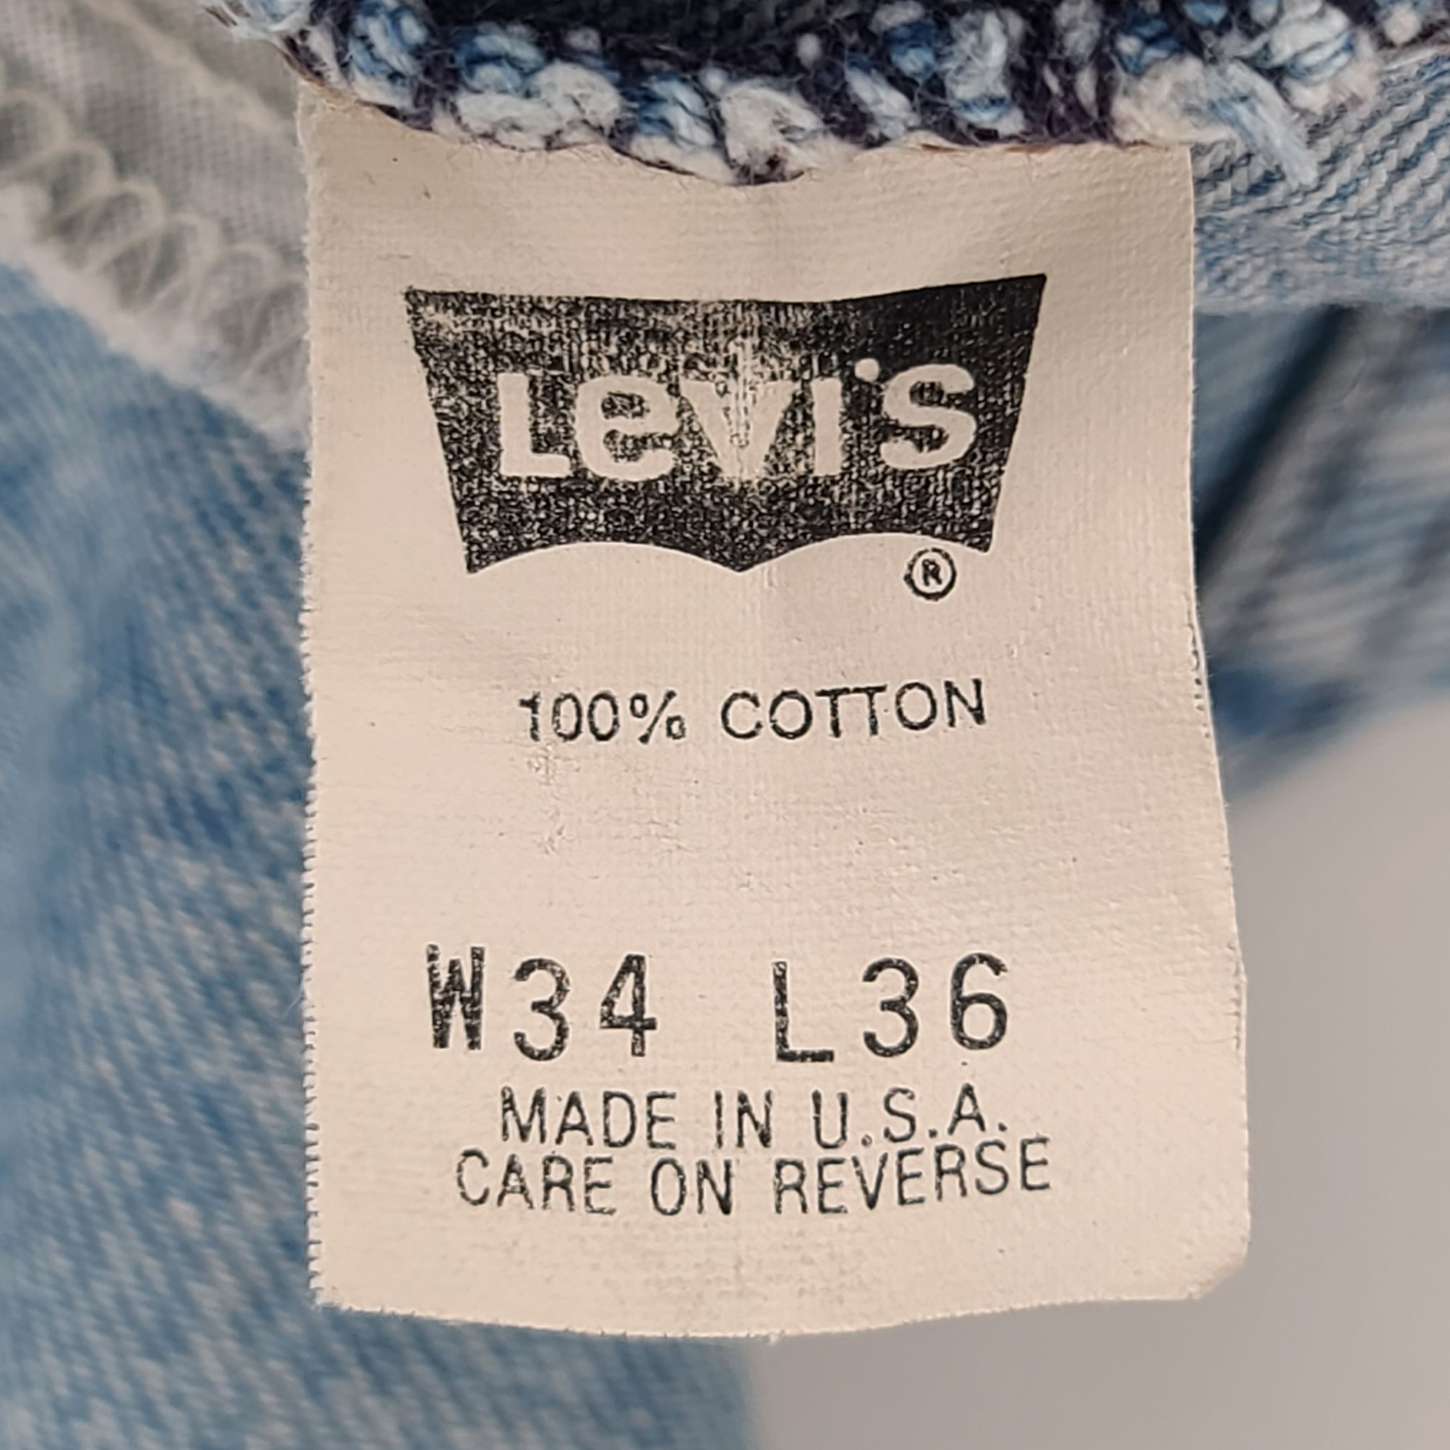 Levi's
®
100% COTTON
W34 L36
MADE IN U.S.A.
CARE ON REVERSE